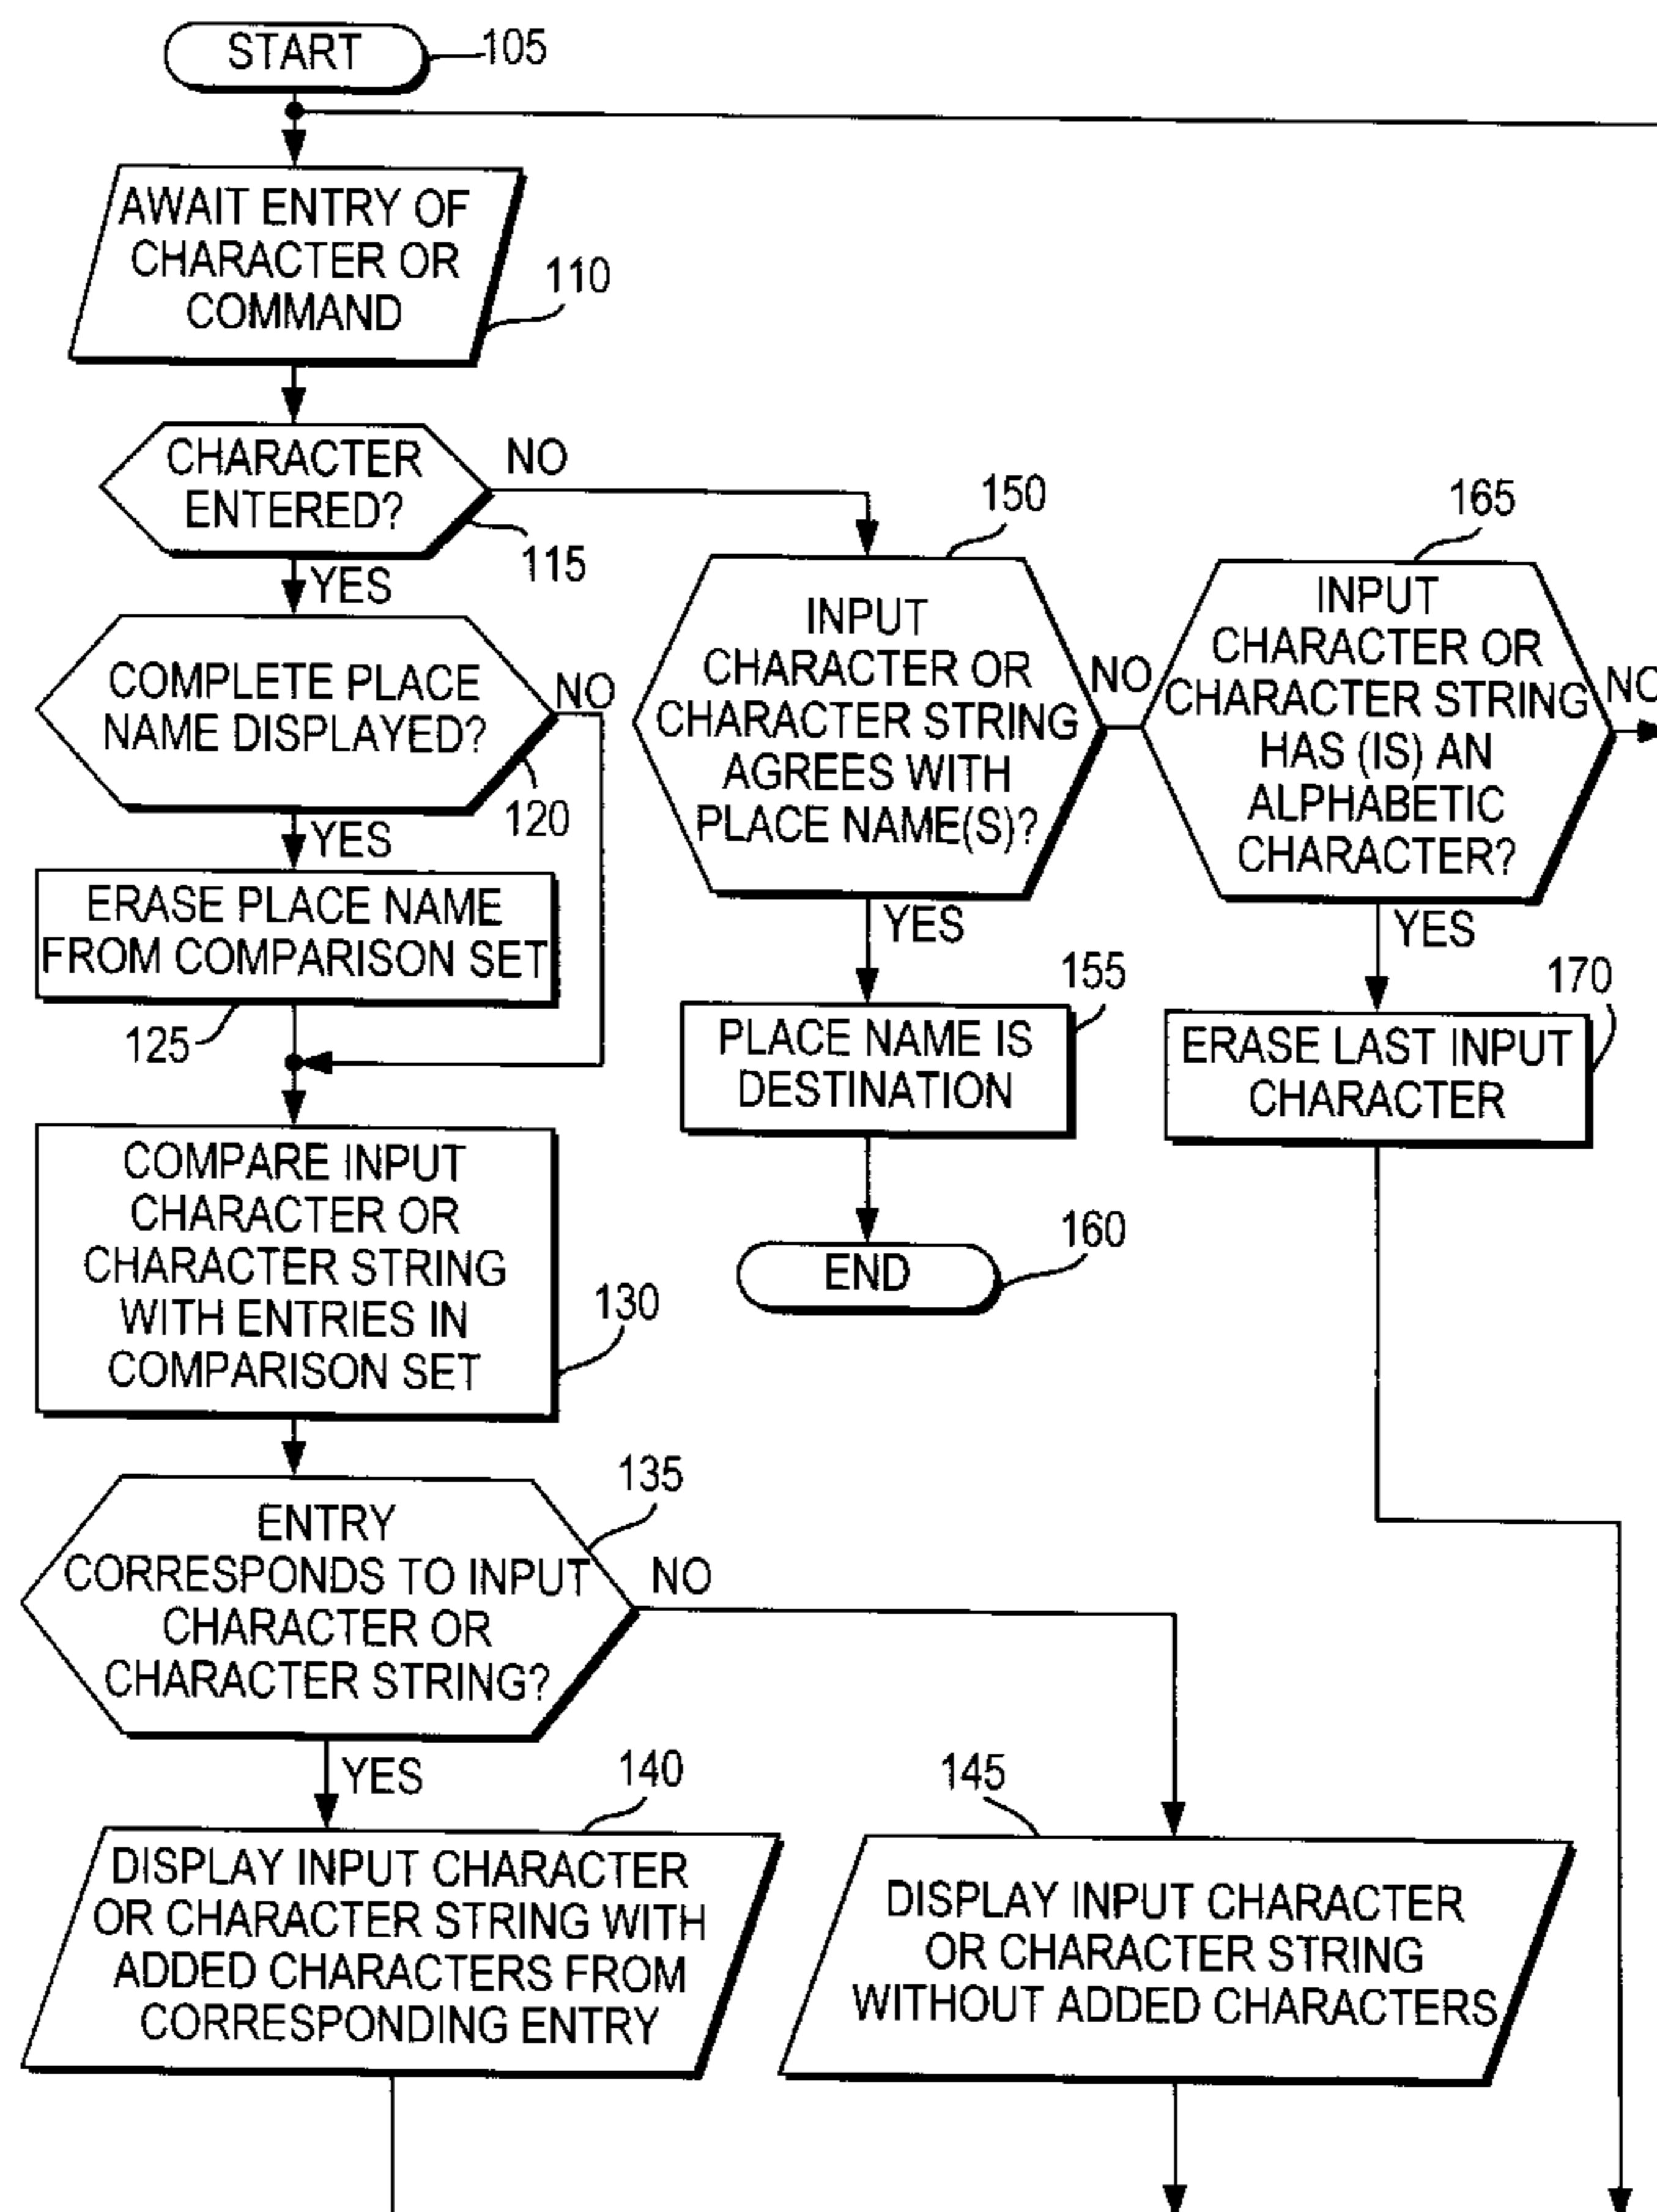 START
105
AWAIT ENTRY OF
CHARACTER OR
COMMAND
110
CHARACTER
ENTERED?
NO
115
YES
COMPLETE PLACE
NAME DISPLAYED?
NO
120
YES
ERASE PLACE NAME
FROM COMPARISON SET
125
COMPARE INPUT
CHARACTER OR
CHARACTER STRING
WITH ENTRIES IN
COMPARISON SET
130
ENTRY
CORRESPONDS TO INPUT
CHARACTER OR
CHARACTER STRING?
135
NO
YES
140
DISPLAY INPUT CHARACTER
OR CHARACTER STRING WITH
ADDED CHARACTERS FROM
CORRESPONDING ENTRY
145
DISPLAY INPUT CHARACTER
OR CHARACTER STRING
WITHOUT ADDED CHARACTERS
150
INPUT
CHARACTER OR
CHARACTER STRING
AGREES WITH
PLACE NAME(S)?
NO
YES
155
PLACE NAME IS
DESTINATION
160
END
165
INPUT
CHARACTER OR
CHARACTER STRING
HAS (IS) AN
ALPHABETIC
CHARACTER?
NO
YES
170
ERASE LAST INPUT
CHARACTER